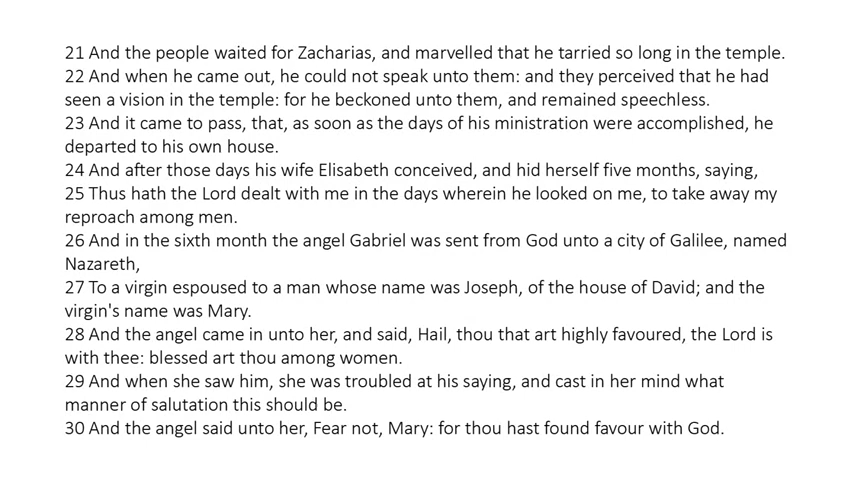 21 And the people waited for Zacharias, and marvelled that he tarried so long in the temple.
22 And when he came out, he could not speak unto them: and they perceived that he had
seen a vision in the temple: for he beckoned unto them, and remained speechless.
23 And it came to pass, that, as soon as the days of his ministration were accomplished, he
departed to his own house.
24 And after those days his wife Elisabeth conceived, and hid herself five months, saying,
25 Thus hath the Lord dealt with me in the days wherein he looked on me, to take away my
reproach among men.
26 And in the sixth month the angel Gabriel was sent from God unto a city of Galilee, named
Nazareth,
27 To a virgin espoused to a man whose name was Joseph, of the house of David; and the
virgin's name was Mary.
28 And the angel came in unto her, and said, Hail, thou that art highly favoured, the Lord is
with thee: blessed art thou among women.
29 And when she saw him, she was troubled at his saying, and cast in her mind what
manner of salutation this should be.
30 And the angel said unto her, Fear not, Mary: for thou hast found favour with God.